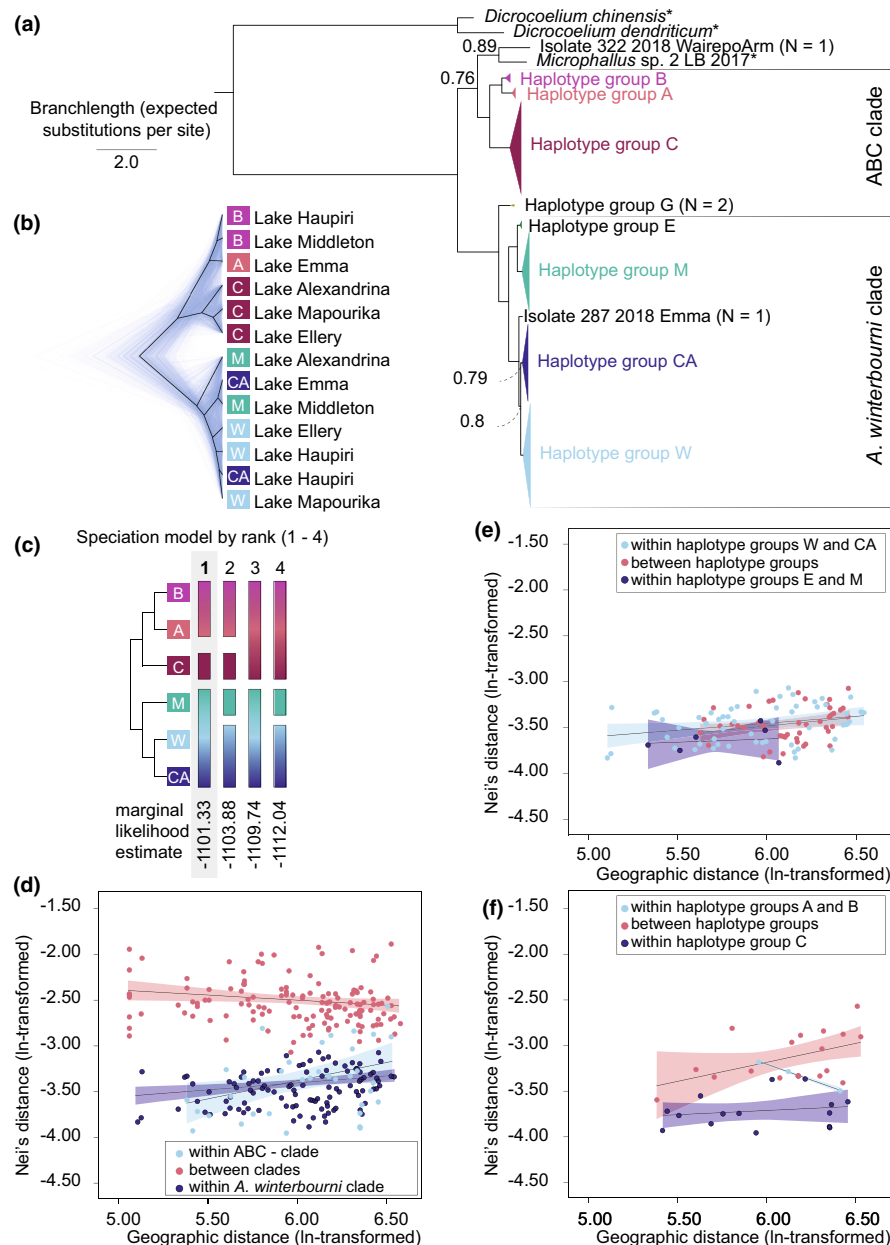 (a)
Dicrocoelium chinensis*
Dicrocoelium dendriticum*
0.89
Isolate 322 2018 WairepoArm (N = 1)
Microphallus sp. 2 LB 2017*
0.76
Haplotype group B
Haplotype group A
Haplotype group C
ABC clade
Branchlength (expected
substitutions per site)
2.0
Haplotype group G (N = 2)
Haplotype group E
Haplotype group M
Isolate 287 2018 Emma (N = 1)
Haplotype group CA
0.79
0.8
Haplotype group W
A. winterbourni clade
(b)
B Lake Haupiri
B Lake Middleton
A Lake Emma
C Lake Alexandrina
C Lake Mapourika
C Lake Ellery
M Lake Alexandrina
CA Lake Emma
M Lake Middleton
W Lake Ellery
W Lake Haupiri
CA Lake Haupiri
W Lake Mapourika
(c)
Speciation model by rank (1 - 4)
1 2 3 4
B
A
C
M
W
CA
marginal
likelihood
estimate
-1101.33
-1103.88
-1109.74
-1112.04
(d)
Nei's distance (ln-transformed)
-1.50
-2.00
-2.50
-3.00
-3.50
-4.00
-4.50
within ABC - clade
between clades
within A. winterbourni clade
5.00 5.50 6.00 6.50
Geographic distance (ln-transformed)
(e)
Nei's distance (ln-transformed)
-1.50
-2.50
-3.00
-3.50
-4.00
-4.50
within haplotype groups W and CA
between haplotype groups
within haplotype groups E and M
5.00 5.50 6.00 6.50
Geographic distance (ln-transformed)
(f)
Nei's distance (ln-transformed)
-1.50
-2.00
-2.50
-3.00
-3.50
-4.00
-4.50
within haplotype groups A and B
between haplotype groups
within haplotype group C
5.00 5.50 6.00 6.50
Geographic distance (ln-transformed)